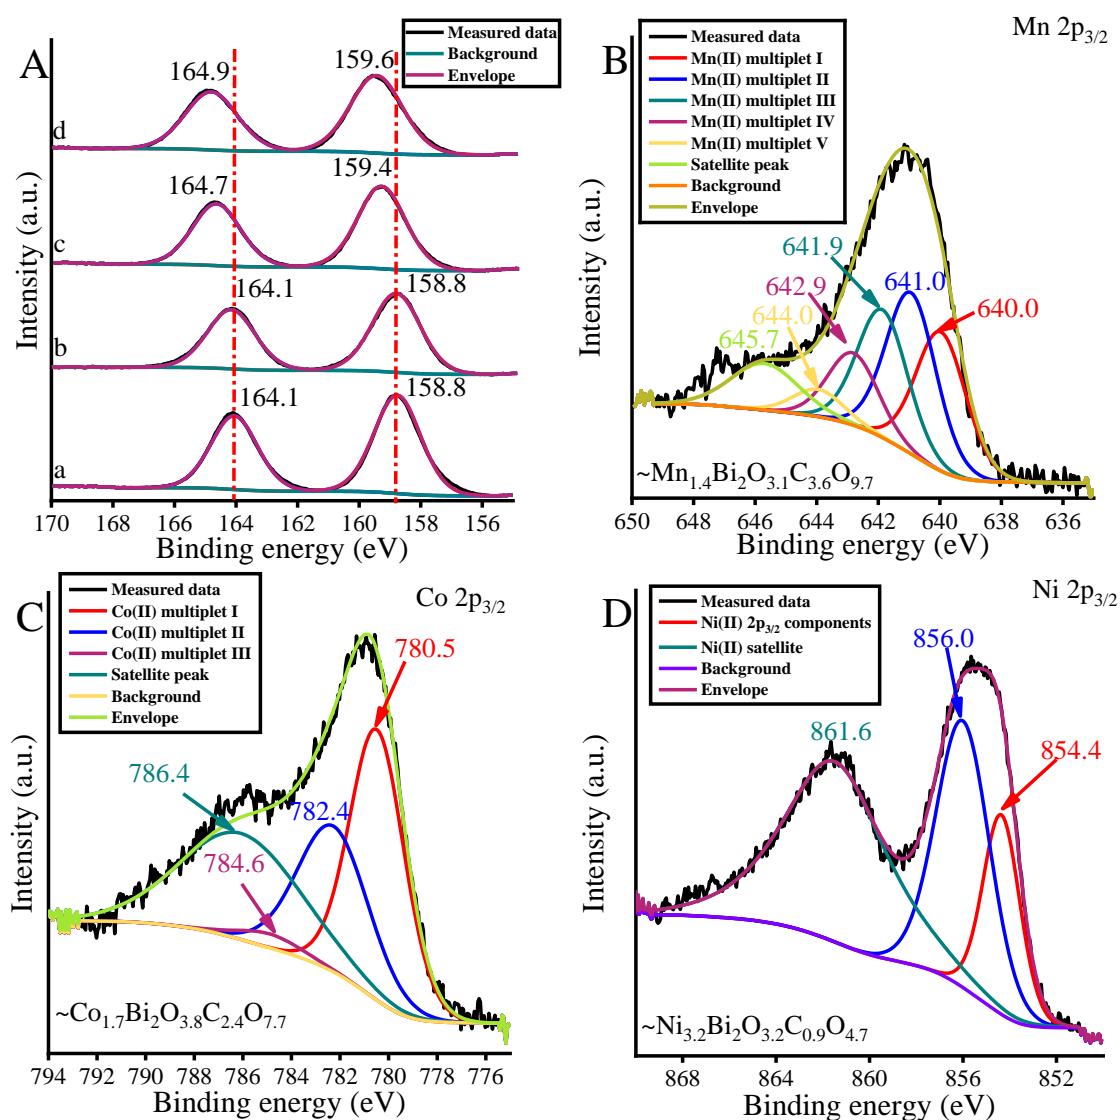 A
Measured data
Background
Envelope
164.9
159.6
d
164.7
159.4
c
164.1
158.8
b
164.1
158.8
a
Intensity (a.u.)
170 168 166 164 162 160 158 156
Binding energy (eV)
B
Mn 2p3/2
Measured data
Mn(II) multiplet I
Mn(II) multiplet II
Mn(II) multiplet III
Mn(II) multiplet IV
Mn(II) multiplet V
Satellite peak
Background
Envelope
641.9
642.9
641.0
644.0
640.0
645.7
~Mn1.4Bi2O3.1C3.6O9.7
Intensity (a.u.)
650 648 646 644 642 640 638 636
Binding energy (eV)
C
Co 2p3/2
Measured data
Co(II) multiplet I
Co(II) multiplet II
Co(II) multiplet III
Satellite peak
Background
Envelope
780.5
786.4
782.4
784.6
~Co1.7Bi2O3.8C2.4O7.7
Intensity (a.u.)
794 792 790 788 786 784 782 780 778 776
Binding energy (eV)
D
Ni 2p3/2
Measured data
Ni(II) 2p3/2 components
Ni(II) satellite
Background
Envelope
856.0
861.6
854.4
~Ni3.2Bi2O3.2C0.9O4.7
Intensity (a.u.)
868 864 860 856 852
Binding energy (eV)